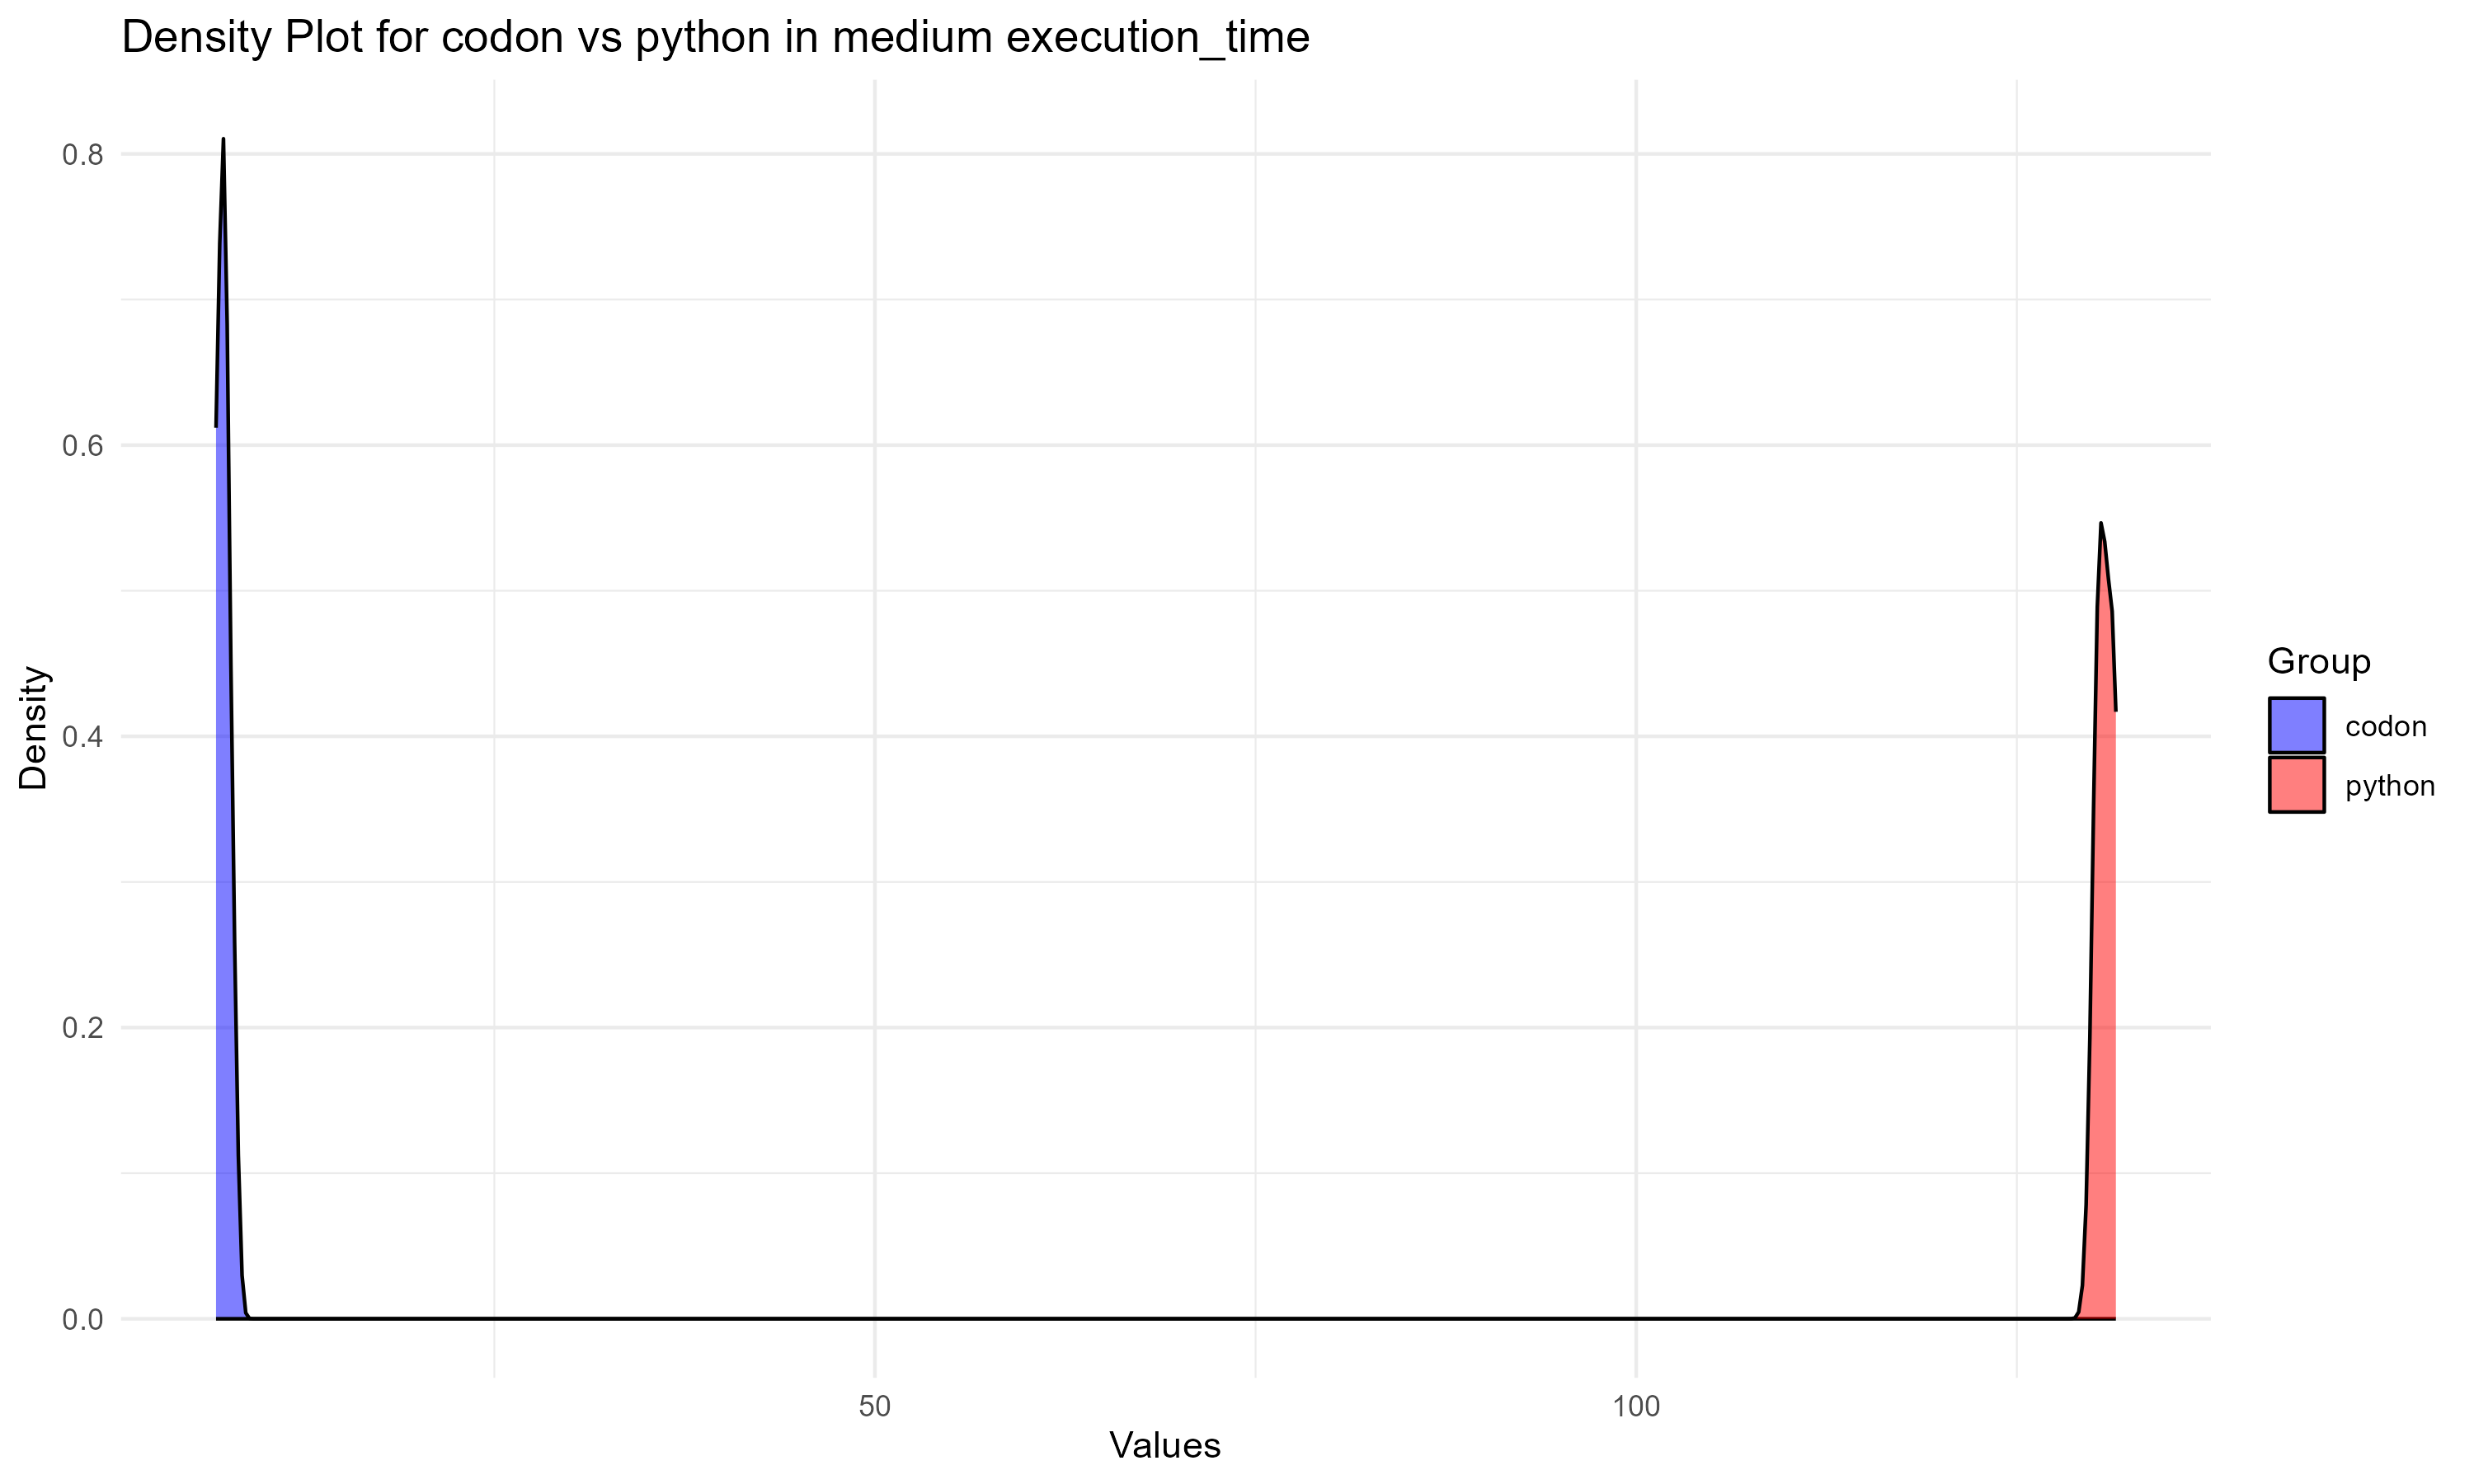 Density Plot for codon vs python in medium execution_time
0.8
0.6
0.4
0.2
0.0
Density
50
100
Values
Group
codon
python